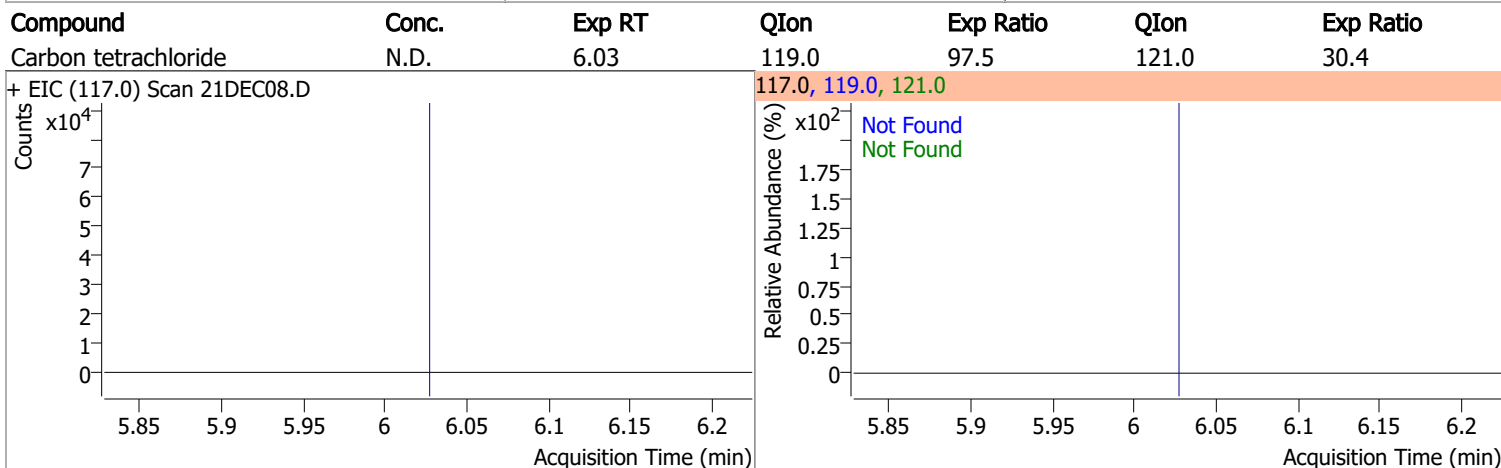 Compound Conc. Exp RT QIon Exp Ratio QIon Exp Ratio
Carbon tetrachloride N.D. 6.03 119.0 97.5 121.0 30.4
+ EIC (117.0) Scan 21DEC08.D
Counts
x10⁴
7
6
5
4
3
2
1
0
5.85 5.9 5.95 6 6.05 6.1 6.15 6.2
Acquisition Time (min)
117.0, 119.0, 121.0
Relative Abundance (%)
x10²
Not Found
Not Found
1.75
1.5
1.25
1
0.75
0.5
0.25
0
5.85 5.9 5.95 6 6.05 6.1 6.15 6.2
Acquisition Time (min)